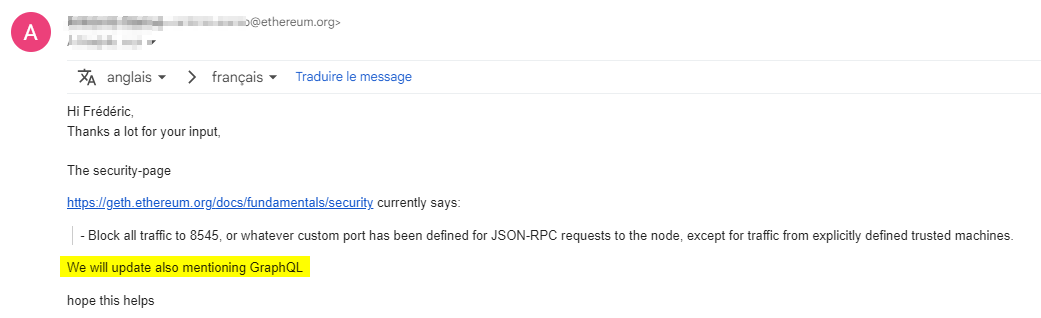 A
@ethereum.org>
anglais > français Traduire le message
Hi Frédéric,
Thanks a lot for your input,
The security-page
https://geth.ethereum.org/docs/fundamentals/security currently says:
- Block all traffic to 8545, or whatever custom port has been defined for JSON-RPC requests to the node, except for traffic from explicitly defined trusted machines.
We will update also mentioning GraphQL
hope this helps